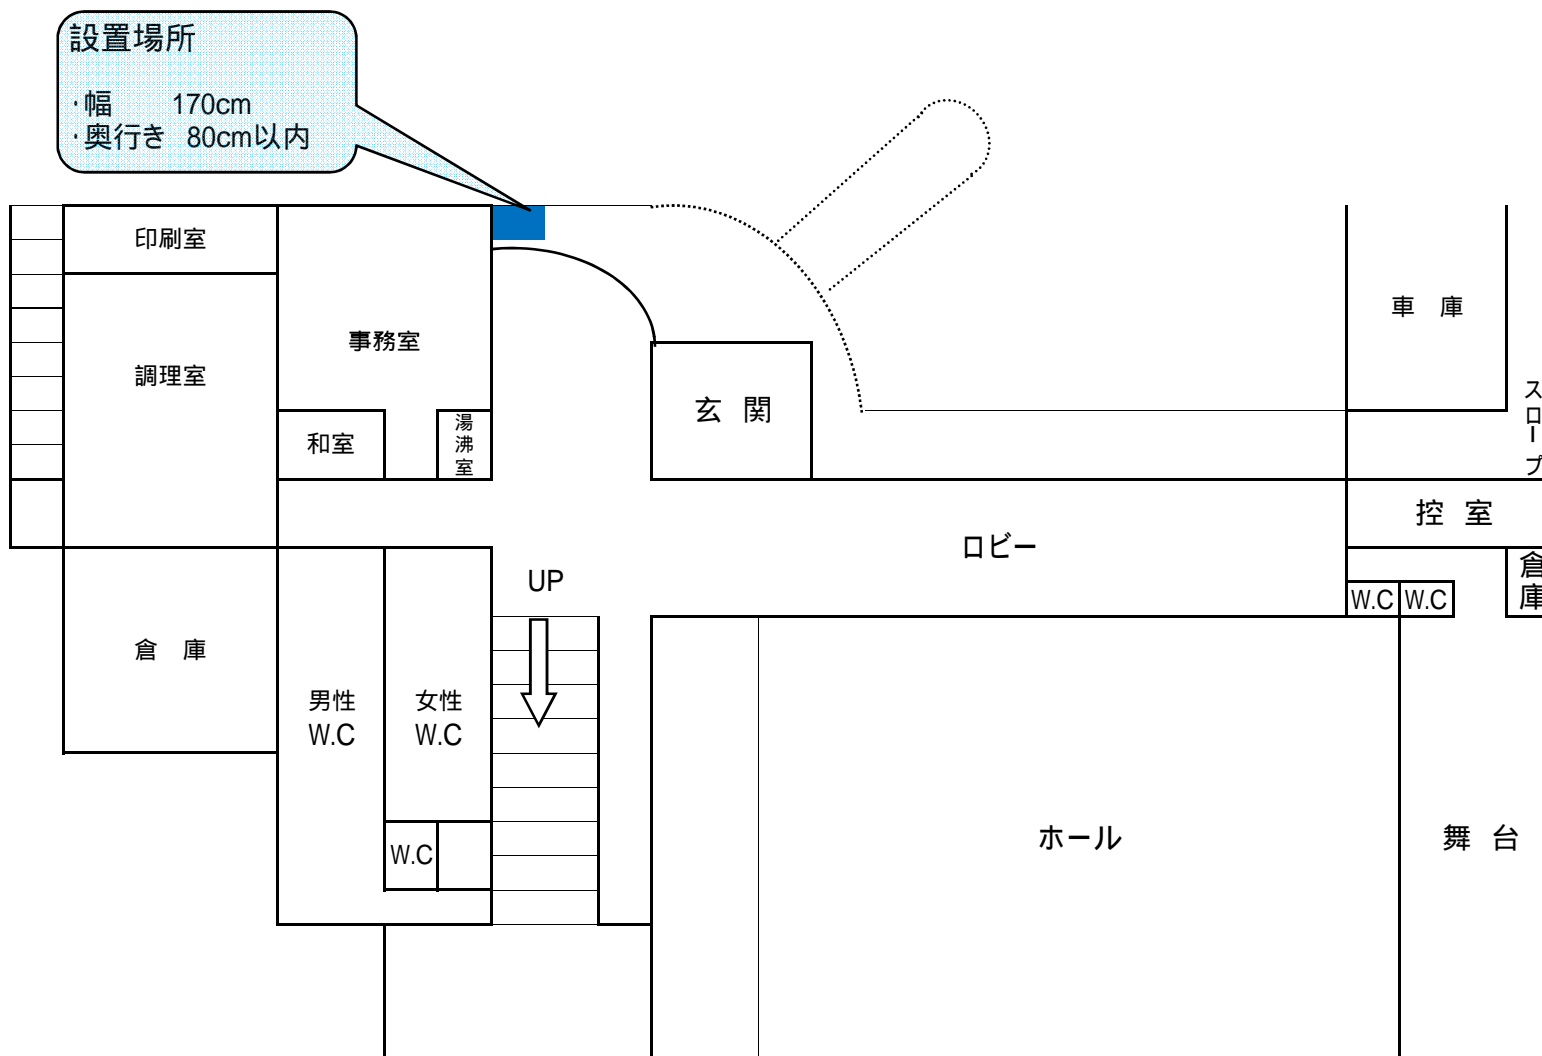 設置場所
・幅　　170cm
・奥行き　80cm以内
印刷室
事務室
調理室
和室
湯沸室
玄 関
車　庫
スロープ
控 室
ロビー
倉庫
W.C
W.C
UP
倉　庫
男性
W.C
女性
W.C
W.C
ホール
舞 台